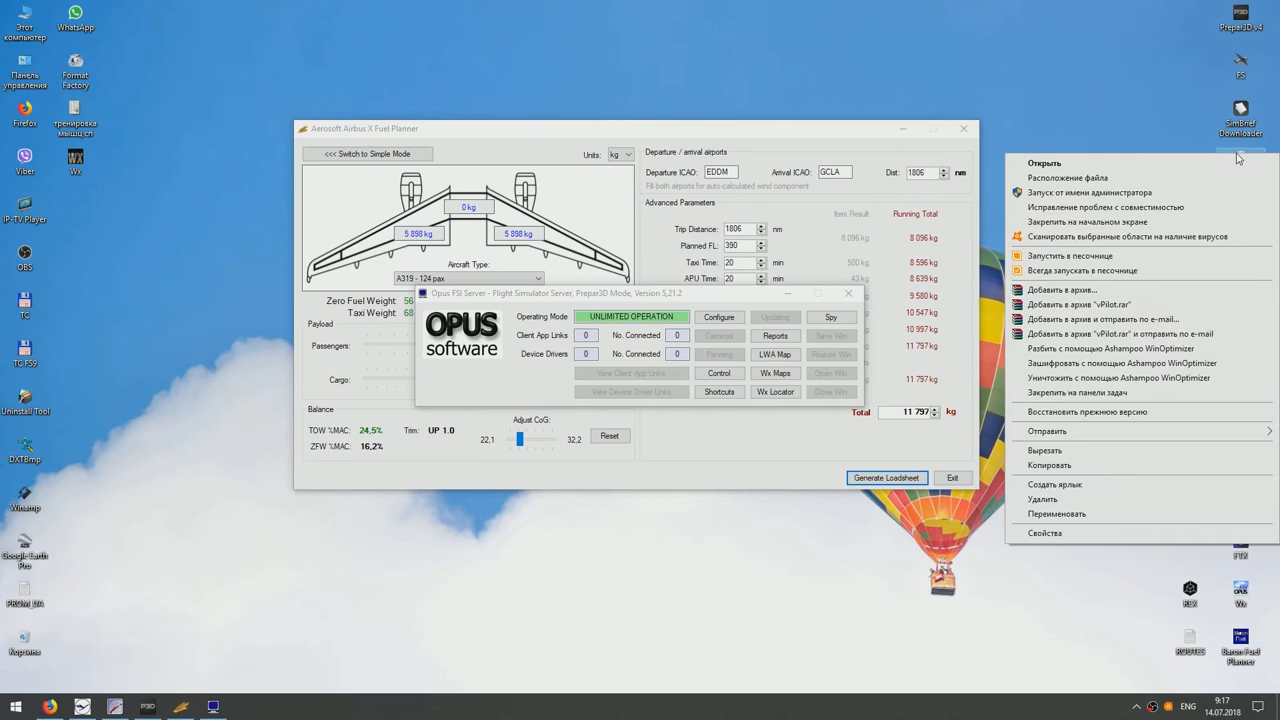 Этот компьютер
WhatsApp
Панель управления
Format Factory
Firefox
тренировка мышц сп
Viber
Wx
IP-TV Player
OBS
TC
TC FS9
Uninstall Tool
DXTBmp
Winamp
Google Earth Pro
PROM_UA
Корзина
Prepar3D v4
FS
SimBrief Downloader
FTX
REX
Wx
ROUTES
Baron Fuel Planner
Aerosoft Airbus X Fuel Planner
<<< Switch to Simple Mode
Units:
kg
0 kg
5 898 kg
5 898 kg
Aircraft Type:
A319 - 124 pax.
Zero Fuel Weight 56
Taxi Weight: 68
Payload
Passengers:
Cargo:
Balance
TOW %MAC: 24,5%
Trim: UP 1.0
ZFW %MAC: 16,2%
Adjust CoG:
22,1
32,2
Reset
Departure / arrival airports
Departure ICAO: EDDM
Arrival ICAO: GCLA
Dist: 1806 nm
Fill both airports for auto-calculated wind component
Advanced Parameters
Item Result
Running Total
Trip Distance: 1806 nm
8 096 kg
8 096 kg
Planned FL: 390
Taxi Time: 20 min
500 kg
8 596 kg
APU Time: 20 min
43 kg
8 639 kg
9 580 kg
10 547 kg
10 997 kg
11 797 kg
11 797 kg
Total 11 797 kg
Generate Loadsheet
Exit
Opus FSI Server - Flight Simulator Server, Prepar3D Mode, Version 5,21.2
OPUS software
Operating Mode
UNLIMITED OPERATION
Configure
Updating
Spy
Client App Links
0
No. Connected
0
Cameras
Reports
Save Win
Device Drivers
0
No. Connected
0
Panning
LWA Map
Restore Win
View Client App Links
Control
Wx Maps
Open Win
View Device Driver Links
Shortcuts
Wx Locator
Close Win
Открыть
Расположение файла
Запуск от имени администратора
Исправление проблем с совместимостью
Закрепить на начальном экране
Сканировать выбранные области на наличие вирусов
Запустить в песочнице
Всегда запускать в песочнице
Добавить в архив...
Добавить в архив "vPilot.rar"
Добавить в архив и отправить по e-mail...
Добавить в архив "vPilot.rar" и отправить по e-mail
Разбить с помощью Ashampoo WinOptimizer
Зашифровать с помощью Ashampoo WinOptimizer
Уничтожить с помощью Ashampoo WinOptimizer
Закрепить на панели задач
Восстановить прежнюю версию
Отправить
Вырезать
Копировать
Создать ярлык
Удалить
Переименовать
Свойства
P3D
ENG
9:17
14.07.2018